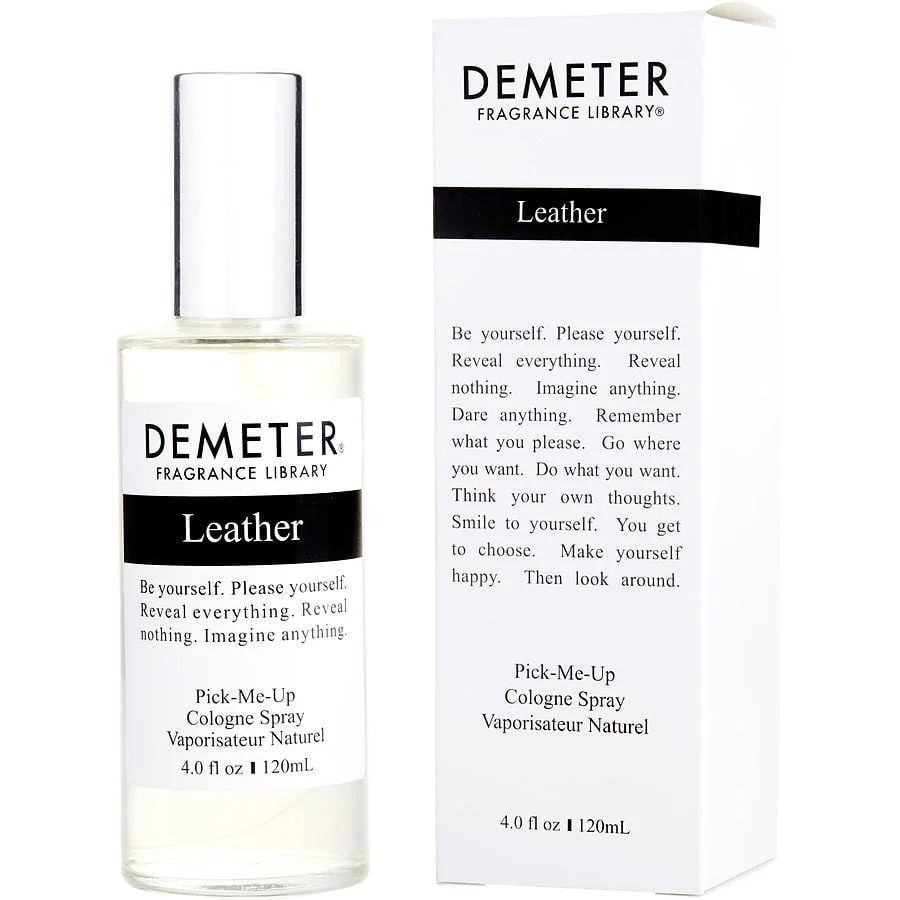 DEMETER®
FRAGRANCE LIBRARY
Leather
Be yourself. Please yourself.
Reveal everything. Reveal
nothing. Imagine anything.
Pick-Me-Up
Cologne Spray
Vaporisateur Naturel
4.0 fl oz ▮ 120mL
DEMETER
FRAGRANCE LIBRARY®
Leather
Be yourself. Please yourself.
Reveal everything. Reveal
nothing. Imagine anything.
Dare anything. Remember
what you please. Go where
you want. Do what you want.
Think your own thoughts.
Smile to yourself. You get
to choose. Make yourself
happy. Then look around.
Pick-Me-Up
Cologne Spray
Vaporisateur Naturel
4.0 fl oz ▮ 120mL